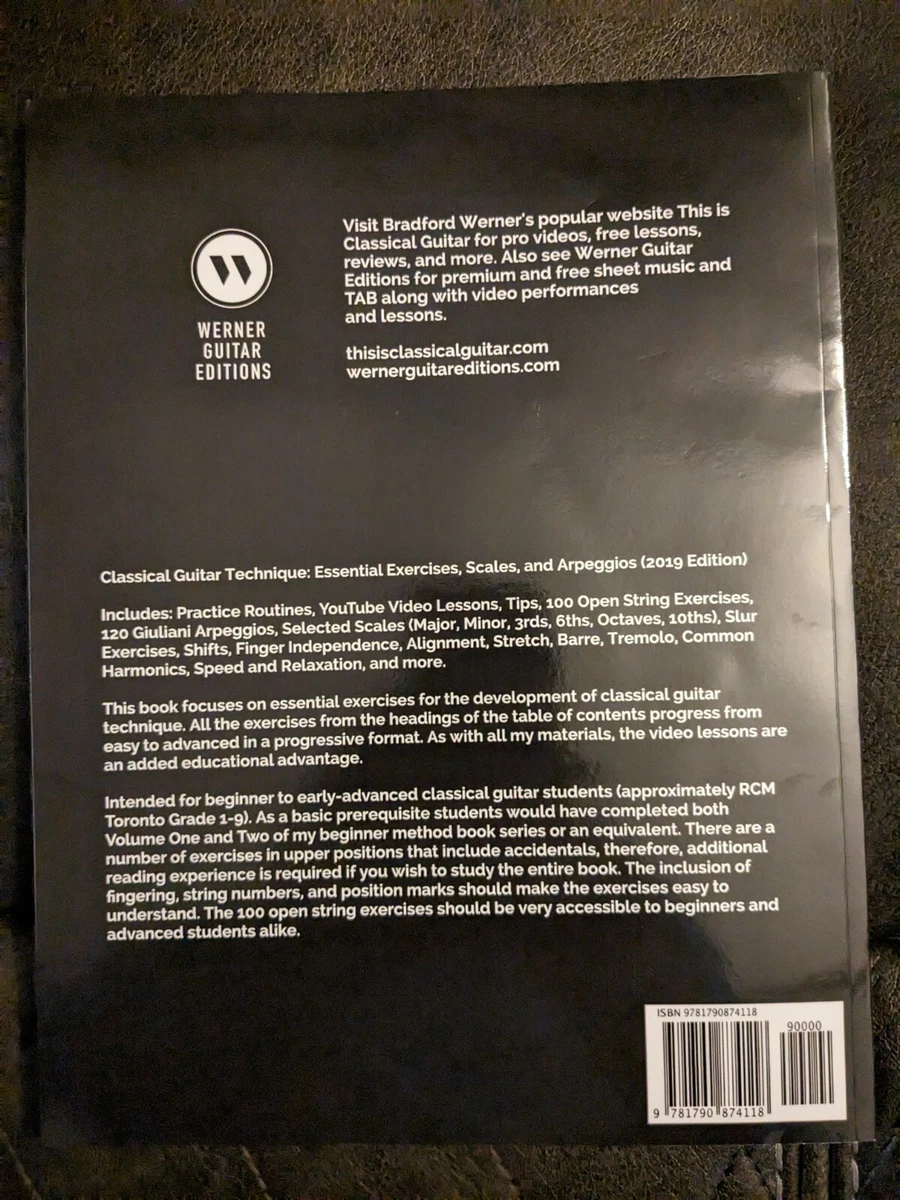 WERNER
GUITAR
EDITIONS
Visit Bradford Werner's popular website This is
Classical Guitar for pro videos, free lessons,
reviews, and more. Also see Werner Guitar
Editions for premium and free sheet music and
TAB along with video performances
and lessons.
thisisclassicalguitar.com
wernerguitareditions.com
Classical Guitar Technique: Essential Exercises, Scales, and Arpeggios (2019 Edition)
Includes: Practice Routines, YouTube Video Lessons, Tips, 100 Open String Exercises,
120 Giuliani Arpeggios, Selected Scales (Major, Minor, 3rds, 6ths, Octaves, 10ths), Slur
Exercises, Shifts, Finger Independence, Alignment, Stretch, Barre, Tremolo, Common
Harmonics, Speed and Relaxation, and more.
This book focuses on essential exercises for the development of classical guitar
technique. All the exercises from the headings of the table of contents progress from
easy to advanced in a progressive format. As with all my materials, the video lessons are
an added educational advantage.
Intended for beginner to early-advanced classical guitar students (approximately RCM
Toronto Grade 1-9). As a basic prerequisite students would have completed both
Volume One and Two of my beginner method book series or an equivalent. There are a
number of exercises in upper positions that include accidentals, therefore, additional
reading experience is required if you wish to study the entire book. The inclusion of
fingering, string numbers, and position marks should make the exercises easy to
understand. The 100 open string exercises should be very accessible to beginners and
advanced students alike.
ISBN 9781790874118
90000
9 781790 874118